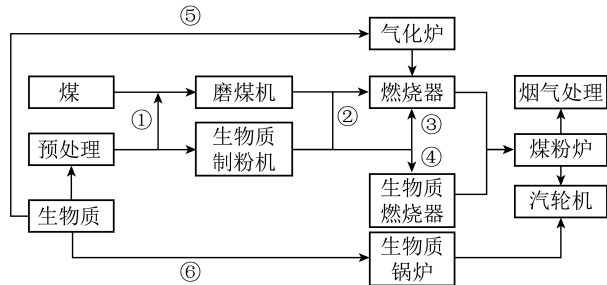 ⑤
气化炉
煤
磨煤机
燃烧器
烟气处理
①
②
③
预处理
生物质
制粉机
④
煤粉炉
生物质
燃烧器
汽轮机
生物质
⑥
生物质
锅炉